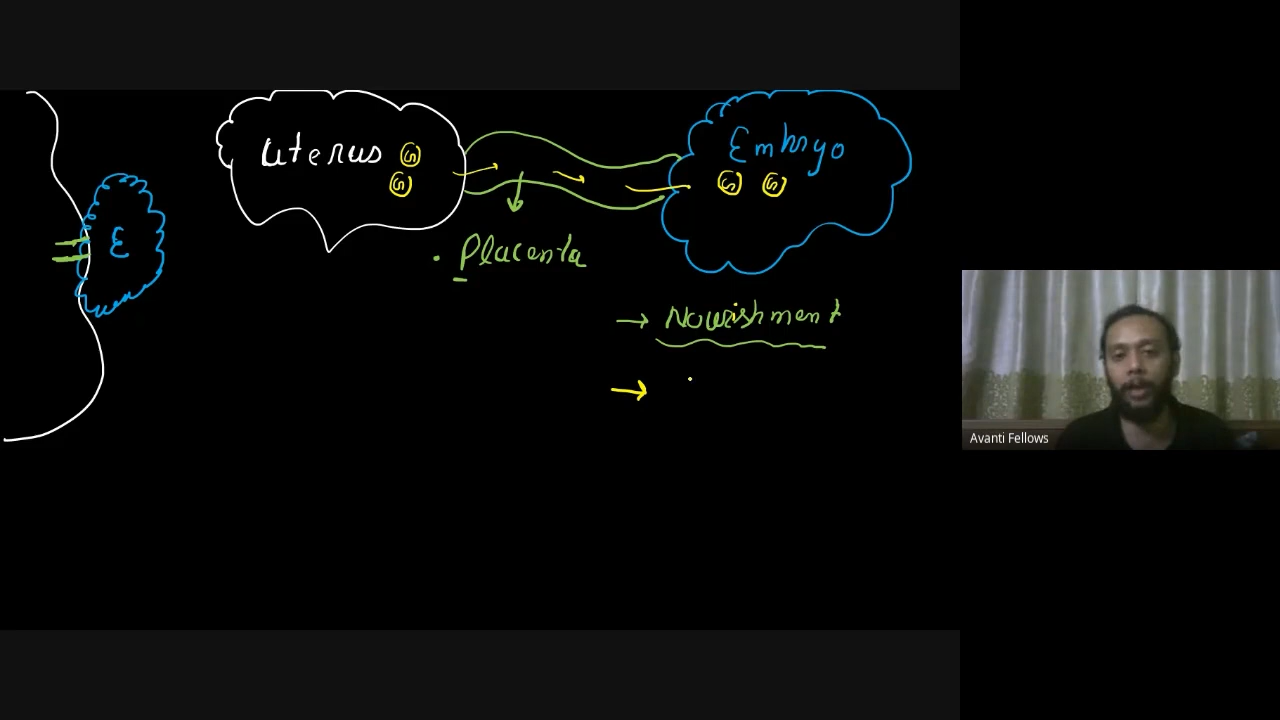 Uterus G
G
Embryo
G G
E
• Placenta
→ Nourishment
→
Avanti Fellows